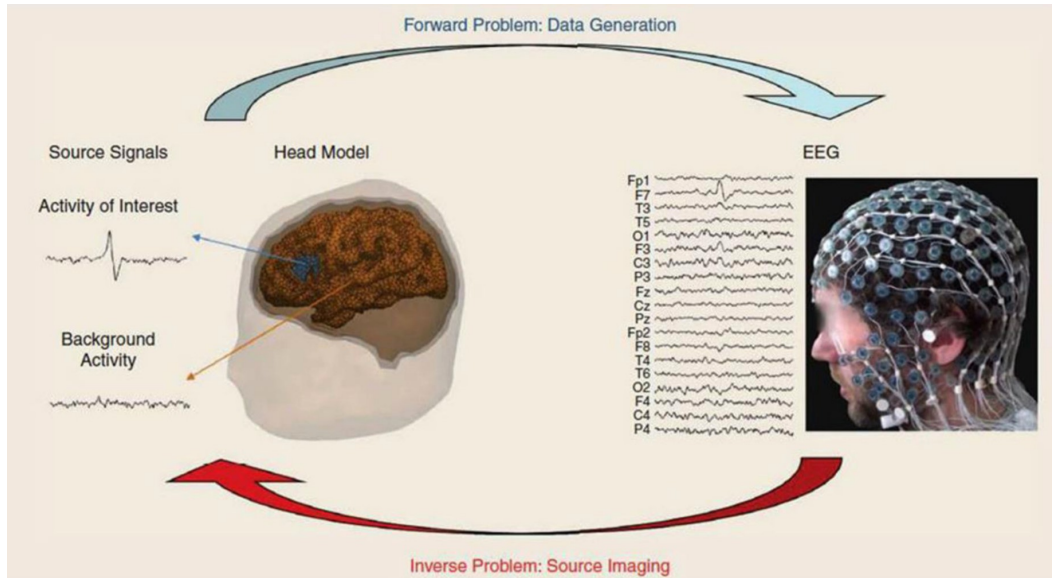 Forward Problem: Data Generation
Source Signals
Head Model
EEG
Activity of Interest
Background
Activity
Fp1
F7
T3
T5
O1
F3
C3
P3
Fz
Cz
Pz
Fp2
F8
T4
T6
O2
F4
C4
P4
Inverse Problem: Source Imaging